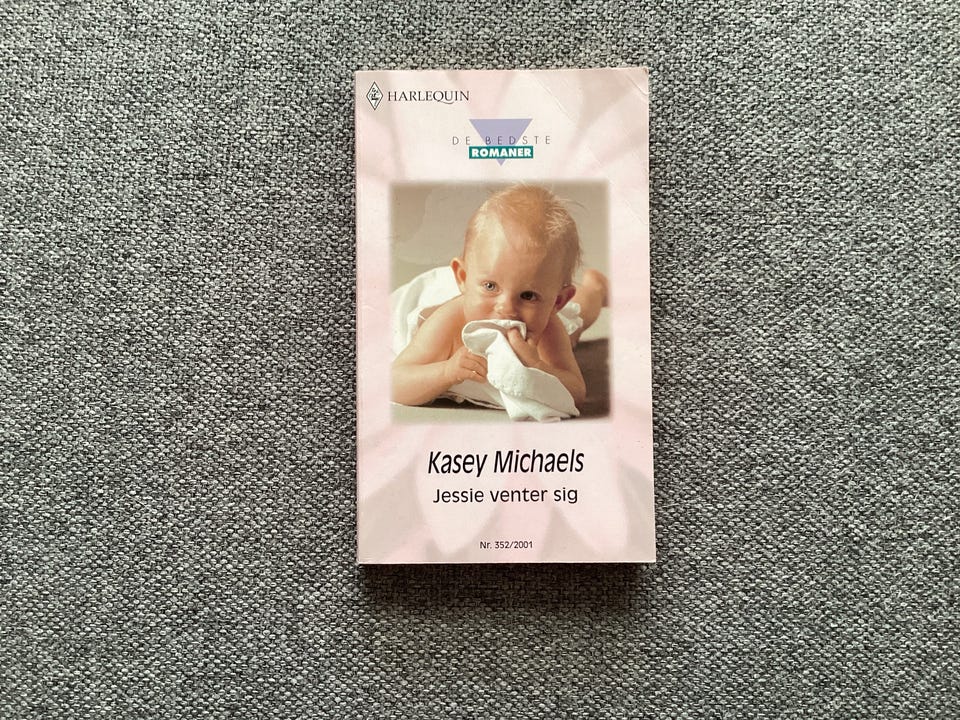 HARLEQUIN
DE BEDSTE
ROMANER
Kasey Michaels
Jessie venter sig
Nr. 352/2001